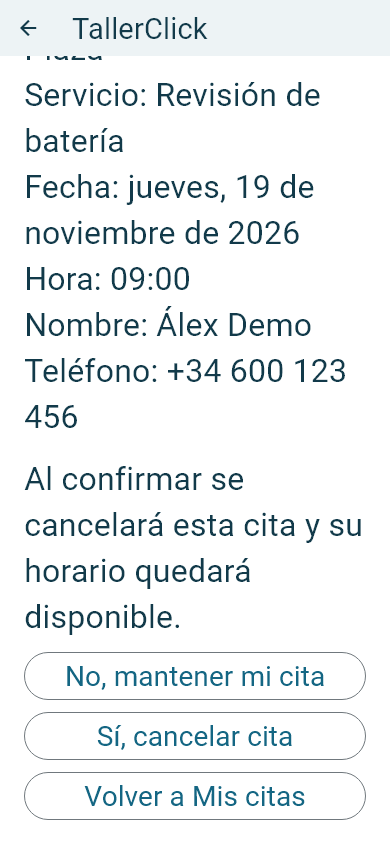 TallerClick
Plaza
Servicio: Revisión de
batería
Fecha: jueves, 19 de
noviembre de 2026
Hora: 09:00
Nombre: Álex Demo
Teléfono: +34 600 123
456
Al confirmar se
cancelará esta cita y su
horario quedará
disponible.
No, mantener mi cita
Sí, cancelar cita
Volver a Mis citas